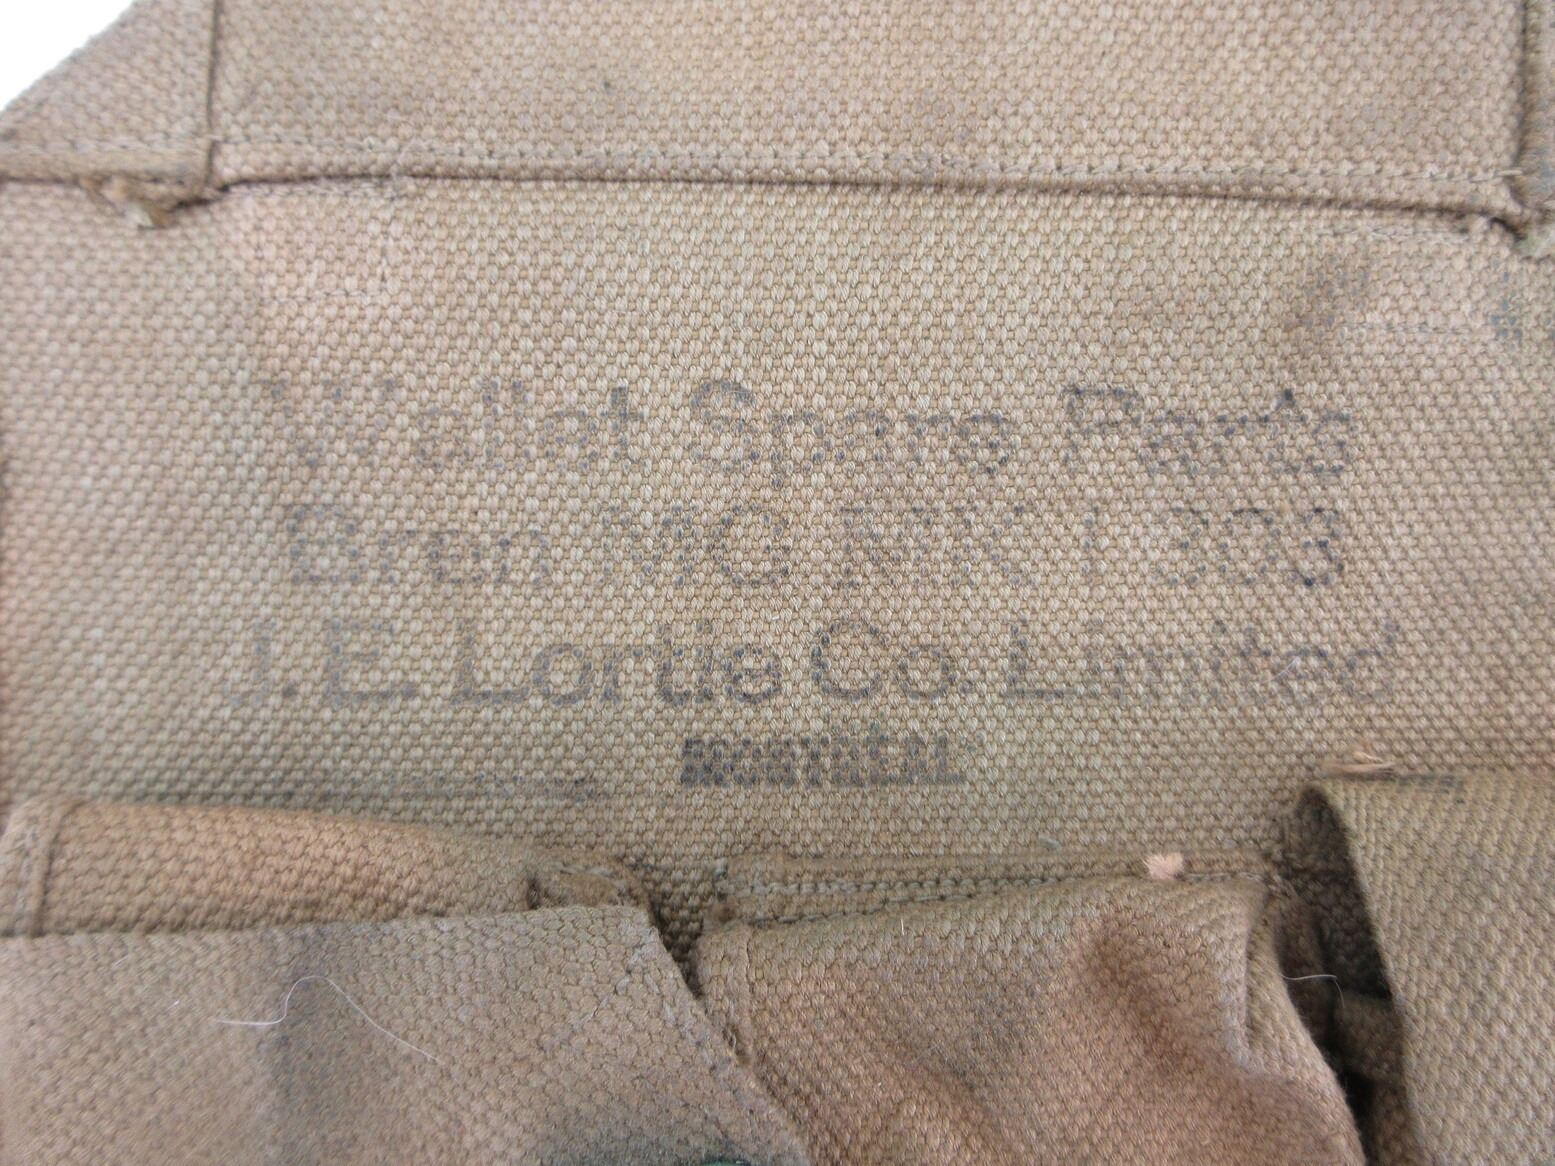 Wallet Spare Parts
Bren MG MK I 303
J.E. Lortie Co. Limited
MONTREAL